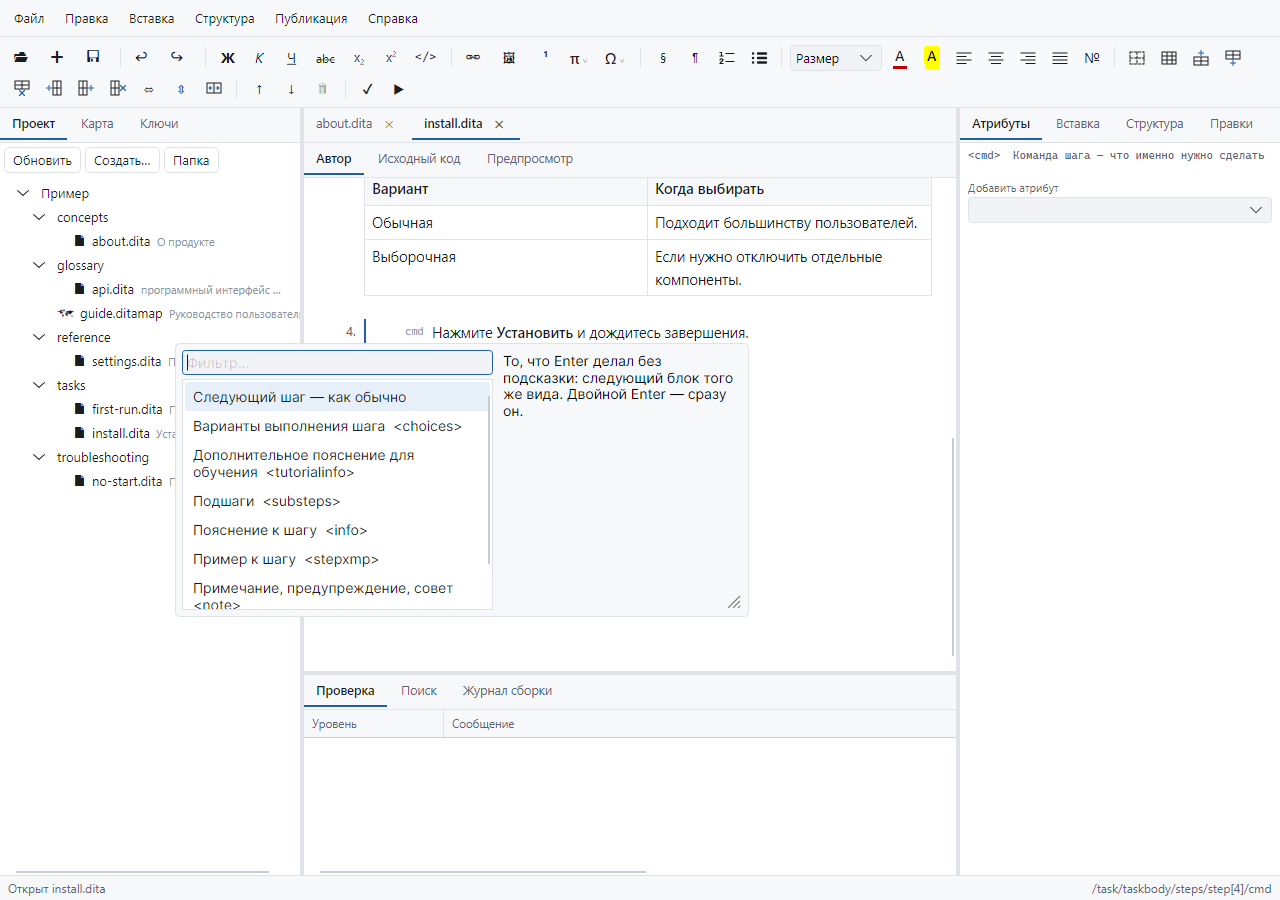 Файл Правка Вставка Структура Публикация Справка
Ж К Ч abc x₂ x² </> ¹ π Ω § ¶ Размер A A №
Проект Карта Ключи
Обновить Создать... Папка
Пример
concepts
about.dita О продукте
glossary
api.dita программный интерфейс ...
guide.ditamap Руководство пользовател
reference
settings.dita
tasks
first-run.dita
install.dita Уста
troubleshooting
no-start.dita
about.dita × install.dita ×
Автор Исходный код Предпросмотр
Вариант Когда выбирать
Обычная Подходит большинству пользователей.
Выборочная Если нужно отключить отдельные
компоненты.
4. cmd Нажмите Установить и дождитесь завершения.
Фильтр...
Следующий шаг — как обычно
Варианты выполнения шага <choices>
Дополнительное пояснение для
обучения <tutorialinfo>
Подшаги <substeps>
Пояснение к шагу <info>
Пример к шагу <stepxmp>
Примечание, предупреждение, совет
<note>
То, что Enter делал без
подсказки: следующий блок того
же вида. Двойной Enter — сразу
он.
Проверка Поиск Журнал сборки
Уровень Сообщение
Атрибуты Вставка Структура Правки
<cmd> Команда шага — что именно нужно сделать
Добавить атрибут
Открыт install.dita
/task/taskbody/steps/step[4]/cmd